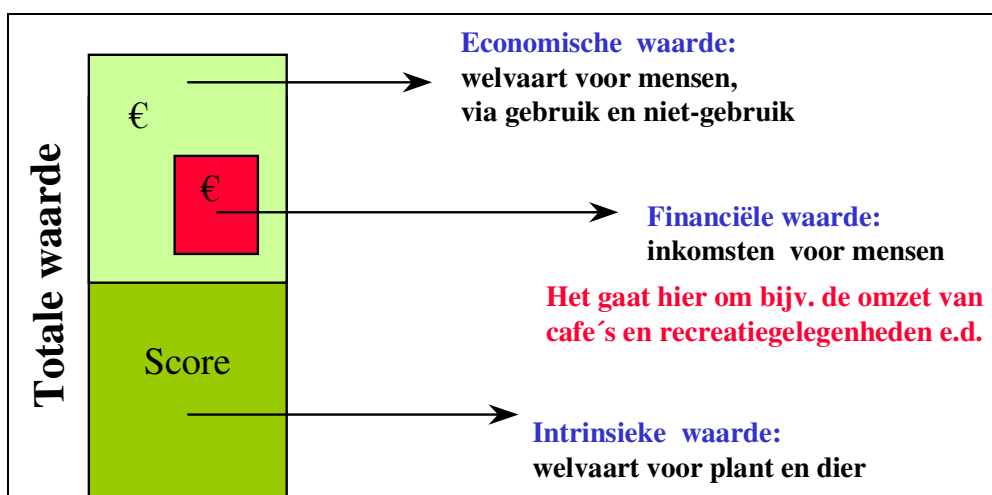 Totale waarde
€
€
Score
Economische waarde:
welvaart voor mensen,
via gebruik en niet-gebruik
Financiële waarde:
inkomsten voor mensen
Het gaat hier om bijv. de omzet van
cafe´s en recreatiegelegenheden e.d.
Intrinsieke waarde:
welvaart voor plant en dier